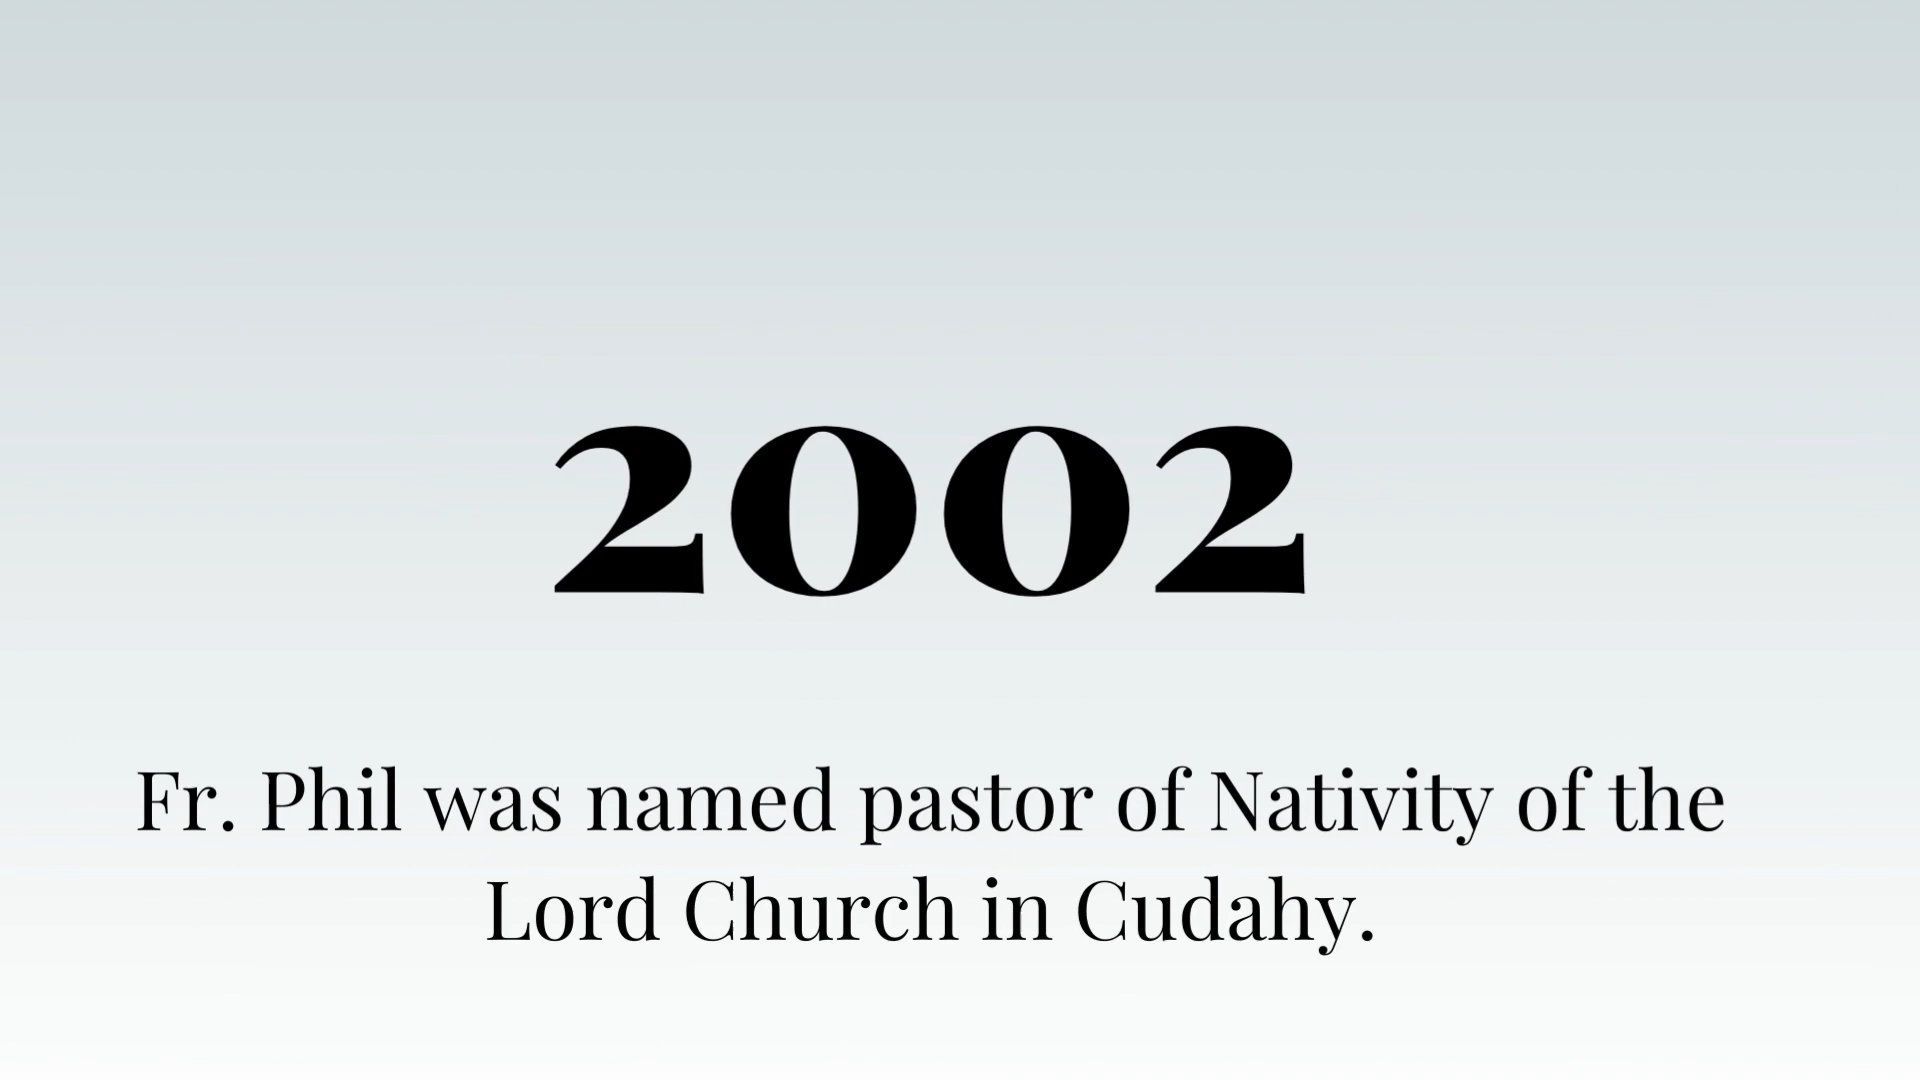 2002
Fr. Phil was named pastor of Nativity of the
Lord Church in Cudahy.